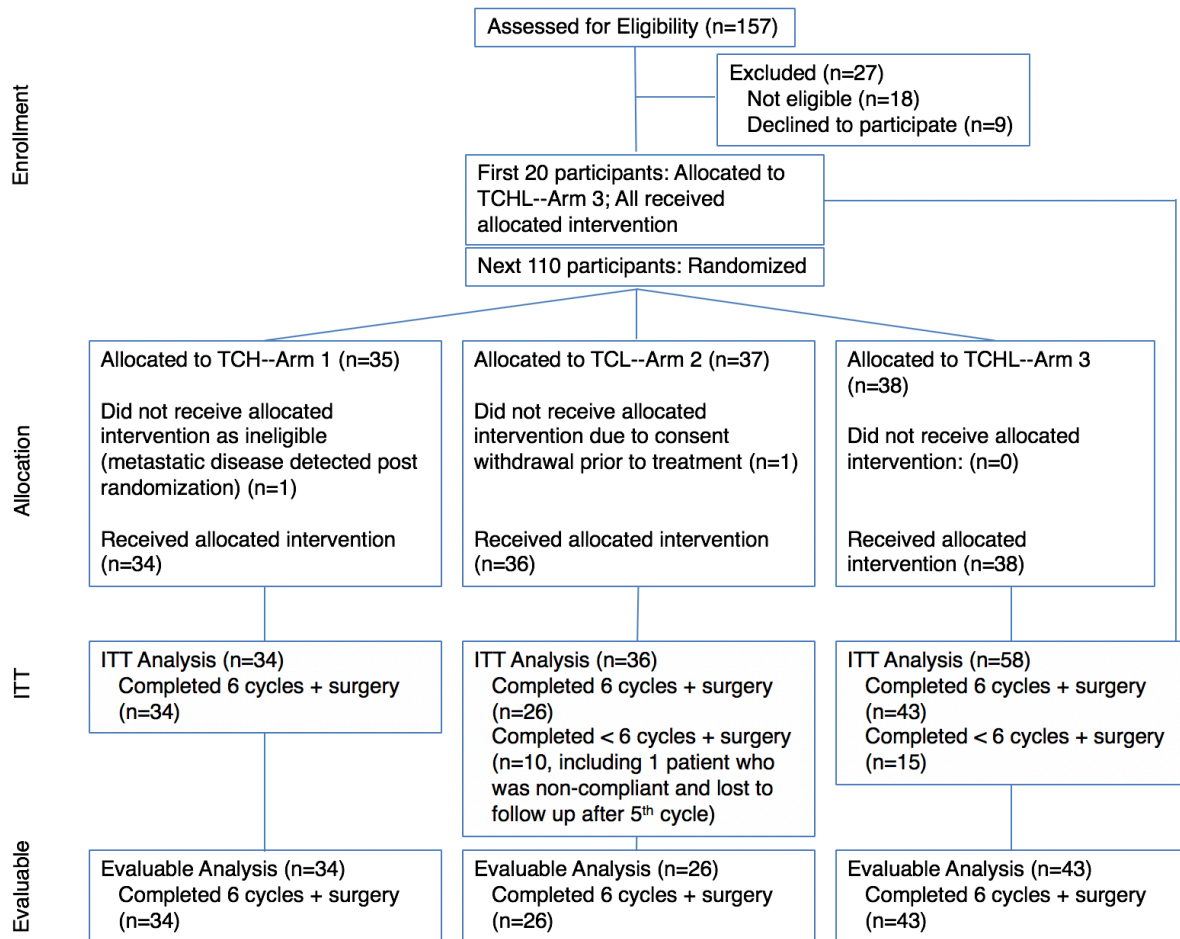 Assessed for Eligibility (n=157)
Enrollment
Excluded (n=27)
Not eligible (n=18)
Declined to participate (n=9)
First 20 participants: Allocated to
TCHL--Arm 3; All received
allocated intervention
Next 110 participants: Randomized
Allocation
Allocated to TCH--Arm 1 (n=35)
Did not receive allocated
intervention as ineligible
(metastatic disease detected post
randomization) (n=1)
Received allocated intervention
(n=34)
Allocated to TCL--Arm 2 (n=37)
Did not receive allocated
intervention due to consent
withdrawal prior to treatment (n=1)
Received allocated intervention
(n=36)
Allocated to TCHL--Arm 3
(n=38)
Did not receive allocated
intervention: (n=0)
Received allocated
intervention (n=38)
ITT
ITT Analysis (n=34)
Completed 6 cycles + surgery
(n=34)
ITT Analysis (n=36)
Completed 6 cycles + surgery
(n=26)
Completed < 6 cycles + surgery
(n=10, including 1 patient who
was non-compliant and lost to
follow up after 5th cycle)
ITT Analysis (n=58)
Completed 6 cycles + surgery
(n=43)
Completed < 6 cycles + surgery
(n=15)
Evaluable
Evaluable Analysis (n=34)
Completed 6 cycles + surgery
(n=34)
Evaluable Analysis (n=26)
Completed 6 cycles + surgery
(n=26)
Evaluable Analysis (n=43)
Completed 6 cycles + surgery
(n=43)